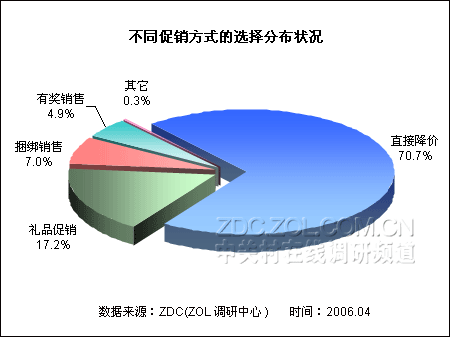 不同促销方式的选择分布状况
其它
0.3%
有奖销售
4.9%
捆绑销售
7.0%
直接降价
70.7%
礼品促销
17.2%
ZDC.ZOL.COM.CN
中关村在线调研频道
数据来源：ZDC(ZOL 调研中心 ) 时间：2006.04